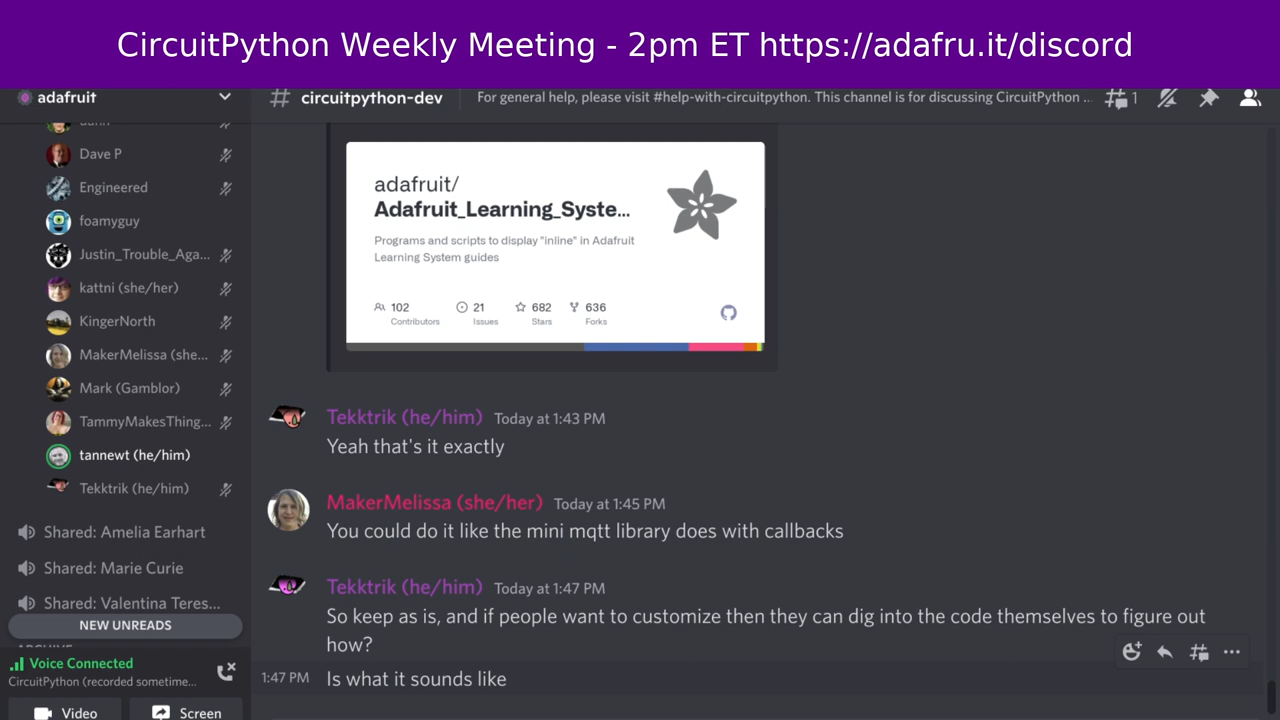 CircuitPython Weekly Meeting - 2pm ET https://adafru.it/discord
adafruit
# circuitpython-dev
For general help, please visit #help-with-circuitpython. This channel is for discussing CircuitPython ...
1
Dave P
Engineered
foamyguy
Justin_Trouble_Aga...
kattni (she/her)
KingerNorth
MakerMelissa (she...
Mark (Gamblor)
TammyMakesThing...
tannewt (he/him)
Tekktrik (he/him)
Shared: Amelia Earhart
Shared: Marie Curie
Shared: Valentina Teres...
NEW UNREADS
Voice Connected
CircuitPython (recorded sometime...
Video
Screen
adafruit/
Adafruit_Learning_Syste...
Programs and scripts to display "inline" in Adafruit
Learning System guides
102 21 682 636
Contributors Issues Stars Forks
Tekktrik (he/him) Today at 1:43 PM
Yeah that's it exactly
MakerMelissa (she/her) Today at 1:45 PM
You could do it like the mini mqtt library does with callbacks
Tekktrik (he/him) Today at 1:47 PM
So keep as is, and if people want to customize then they can dig into the code themselves to figure out
how?
1:47 PM Is what it sounds like